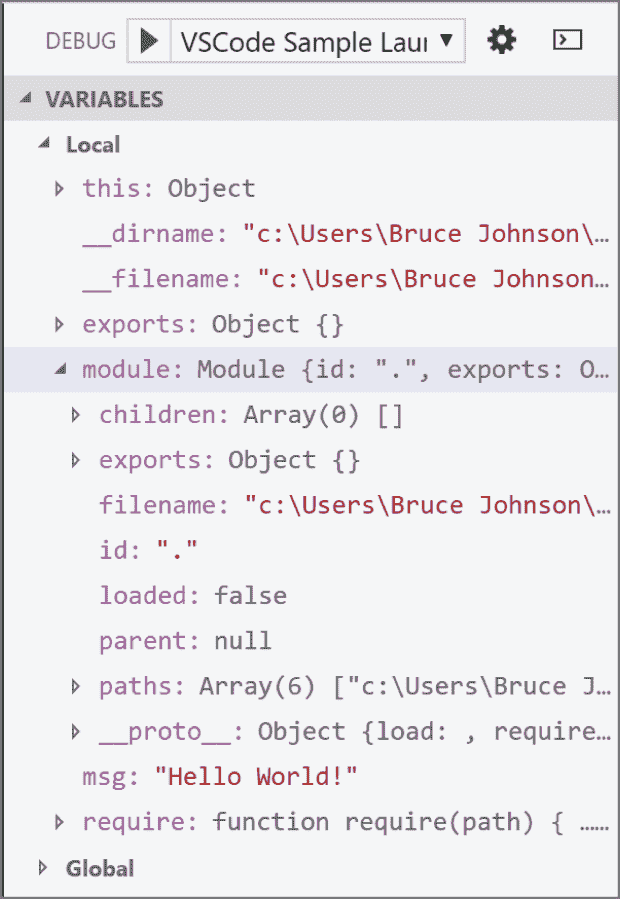 DEBUG VSCode Sample Laur
VARIABLES
Local
this: Object
__dirname: "c:\Users\Bruce Johnson\…
__filename: "c:\Users\Bruce Johnson…
exports: Object {}
module: Module {id: ".", exports: O…
children: Array(0) []
exports: Object {}
filename: "c:\Users\Bruce Johnson\…
id: "."
loaded: false
parent: null
paths: Array(6) ["c:\Users\Bruce J…
__proto__: Object {load: , require…
msg: "Hello World!"
require: function require(path) { ……
Global